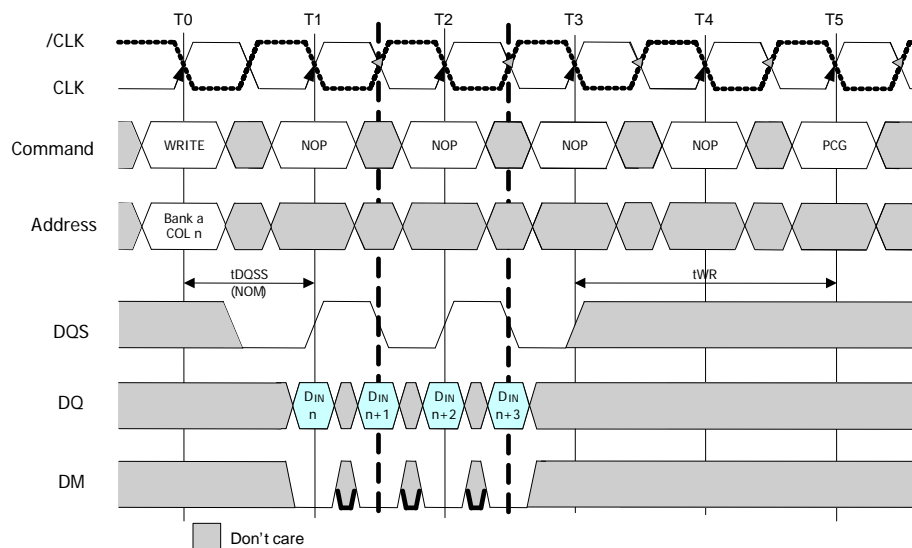 T0 T1 T2 T3 T4 T5
/CLK
CLK
Command WRITE NOP NOP NOP NOP PCG
Address Bank a
COL n
tDQSS
(NOM)
tWR
DQS
DQ DIN
n
DIN
n+1
DIN
n+2
DIN
n+3
DM
Don't care